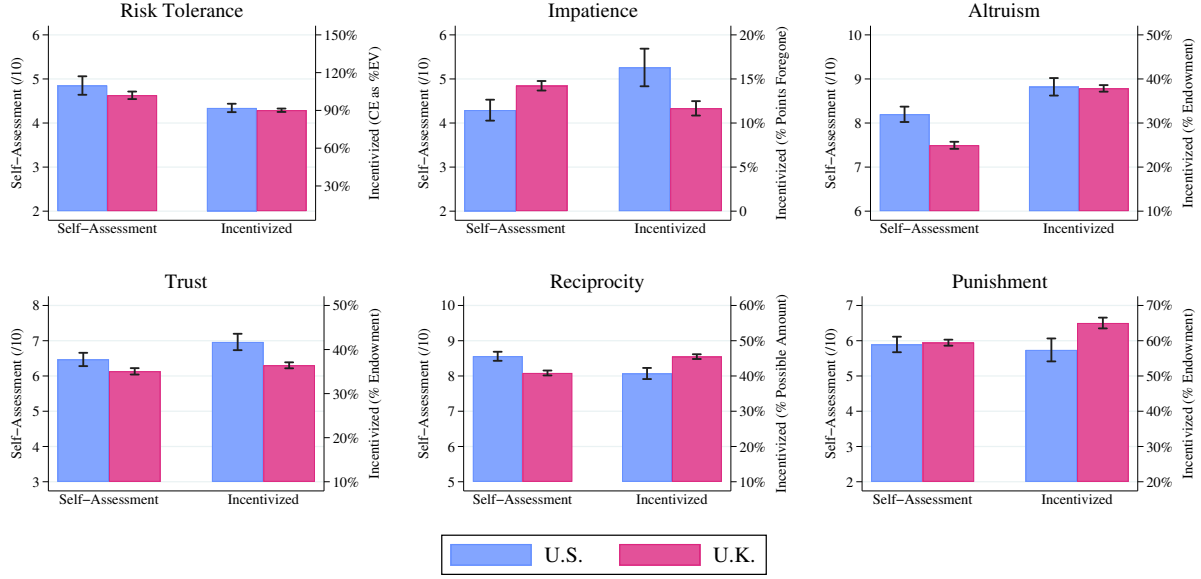 Risk Tolerance
Self−Assessment (/10)
6
5
4
3
2
150%
120%
90%
60%
30%
Incentivized (CE as %EV)
Self−Assessment
Incentivized
Impatience
Self−Assessment (/10)
6
5
4
3
2
20%
15%
10%
5%
0
Incentivized (% Points Foregone)
Self−Assessment
Incentivized
Altruism
Self−Assessment (/10)
10
9
8
7
6
50%
40%
30%
20%
10%
Incentivized (% Endowment)
Self−Assessment
Incentivized
Trust
Self−Assessment (/10)
8
7
6
5
4
3
50%
40%
30%
20%
10%
Incentivized (% Endowment)
Self−Assessment
Incentivized
Reciprocity
Self−Assessment (/10)
10
9
8
7
6
5
60%
50%
40%
30%
20%
10%
Incentivized (% Possible Amount)
Self−Assessment
Incentivized
Punishment
Self−Assessment (/10)
7
6
5
4
3
2
70%
60%
50%
40%
30%
20%
Incentivized (% Endowment)
Self−Assessment
Incentivized
U.S.
U.K.